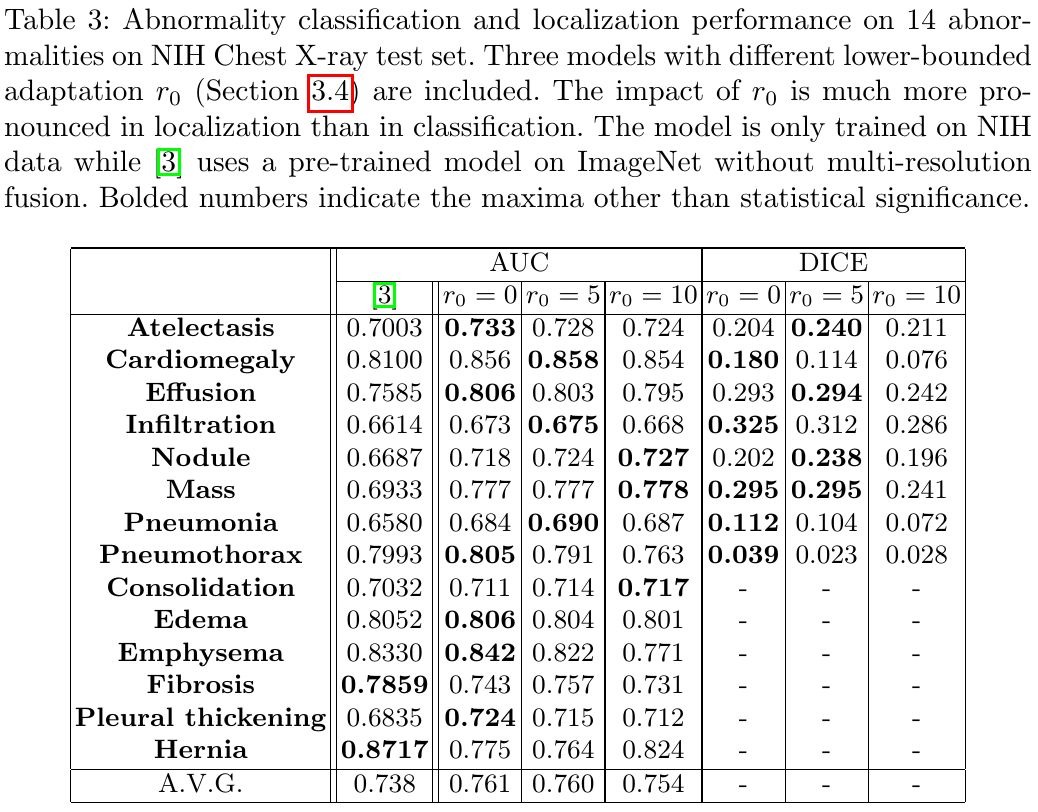 Table 3: Abnormality classification and localization performance on 14 abnor-
malities on NIH Chest X-ray test set. Three models with different lower-bounded
adaptation r₀ (Section 3.4) are included. The impact of r₀ is much more pro-
nounced in localization than in classification. The model is only trained on NIH
data while [3] uses a pre-trained model on ImageNet without multi-resolution
fusion. Bolded numbers indicate the maxima other than statistical significance.
AUC DICE
[3] r₀ = 0 r₀ = 5 r₀ = 10 r₀ = 0 r₀ = 5 r₀ = 10
Atelectasis 0.7003 0.733 0.728 0.724 0.204 0.240 0.211
Cardiomegaly 0.8100 0.856 0.858 0.854 0.180 0.114 0.076
Effusion 0.7585 0.806 0.803 0.795 0.293 0.294 0.242
Infiltration 0.6614 0.673 0.675 0.668 0.325 0.312 0.286
Nodule 0.6687 0.718 0.724 0.727 0.202 0.238 0.196
Mass 0.6933 0.777 0.777 0.778 0.295 0.295 0.241
Pneumonia 0.6580 0.684 0.690 0.687 0.112 0.104 0.072
Pneumothorax 0.7993 0.805 0.791 0.763 0.039 0.023 0.028
Consolidation 0.7032 0.711 0.714 0.717 - - -
Edema 0.8052 0.806 0.804 0.801 - - -
Emphysema 0.8330 0.842 0.822 0.771 - - -
Fibrosis 0.7859 0.743 0.757 0.731 - - -
Pleural thickening 0.6835 0.724 0.715 0.712 - - -
Hernia 0.8717 0.775 0.764 0.824 - - -
A.V.G. 0.738 0.761 0.760 0.754 - - -